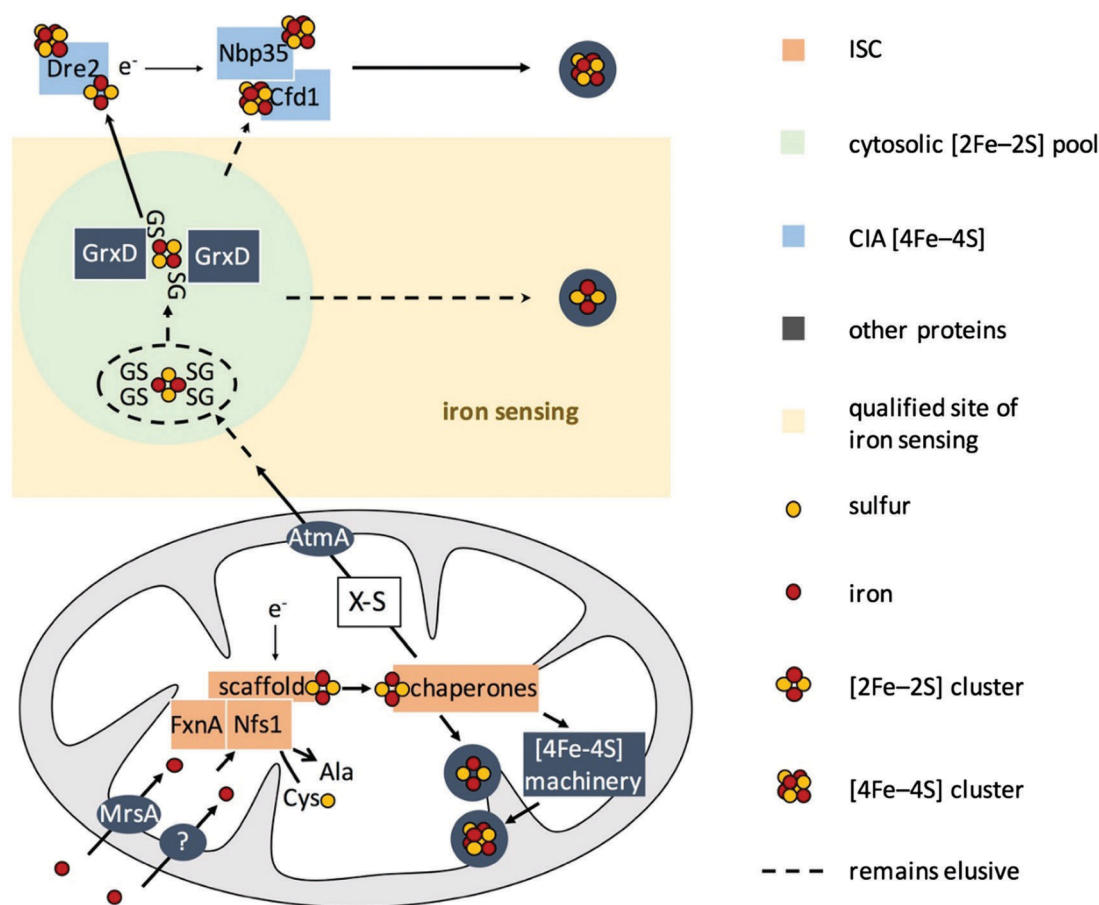 Dre2
e-
Nbp35
Cfd1
GS
GrxD
GrxD
SG
GS SG
GS SG
iron sensing
AtmA
X-S
e-
scaffold
chaperones
FxnA
Nfs1
Ala
Cys
[4Fe-4S]
machinery
MrsA
?
ISC
cytosolic [2Fe–2S] pool
CIA [4Fe–4S]
other proteins
qualified site of
iron sensing
sulfur
iron
[2Fe–2S] cluster
[4Fe–4S] cluster
remains elusive